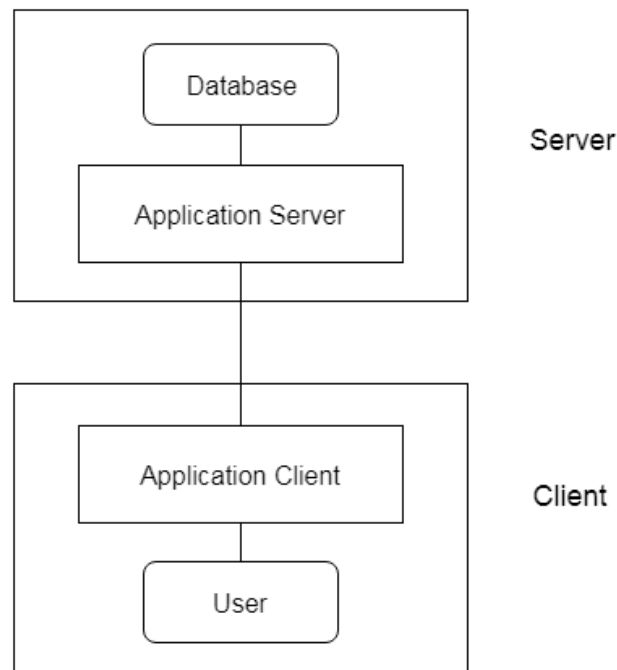 Database
Server
Application Server
Application Client
Client
User